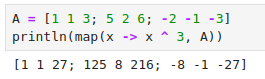 A = [1 1 3; 5 2 6; -2 -1 -3]
println(map(x -> x ^ 3, A))
[1 1 27; 125 8 216; -8 -1 -27]